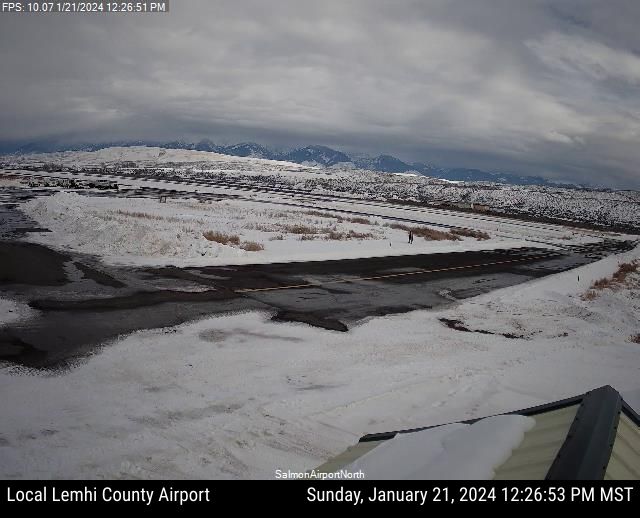 FPS: 10.07 1/21/2024 12:26:51 PM
SalmonAirportNorth
Local Lemhi County Airport Sunday, January 21, 2024 12:26:53 PM MST